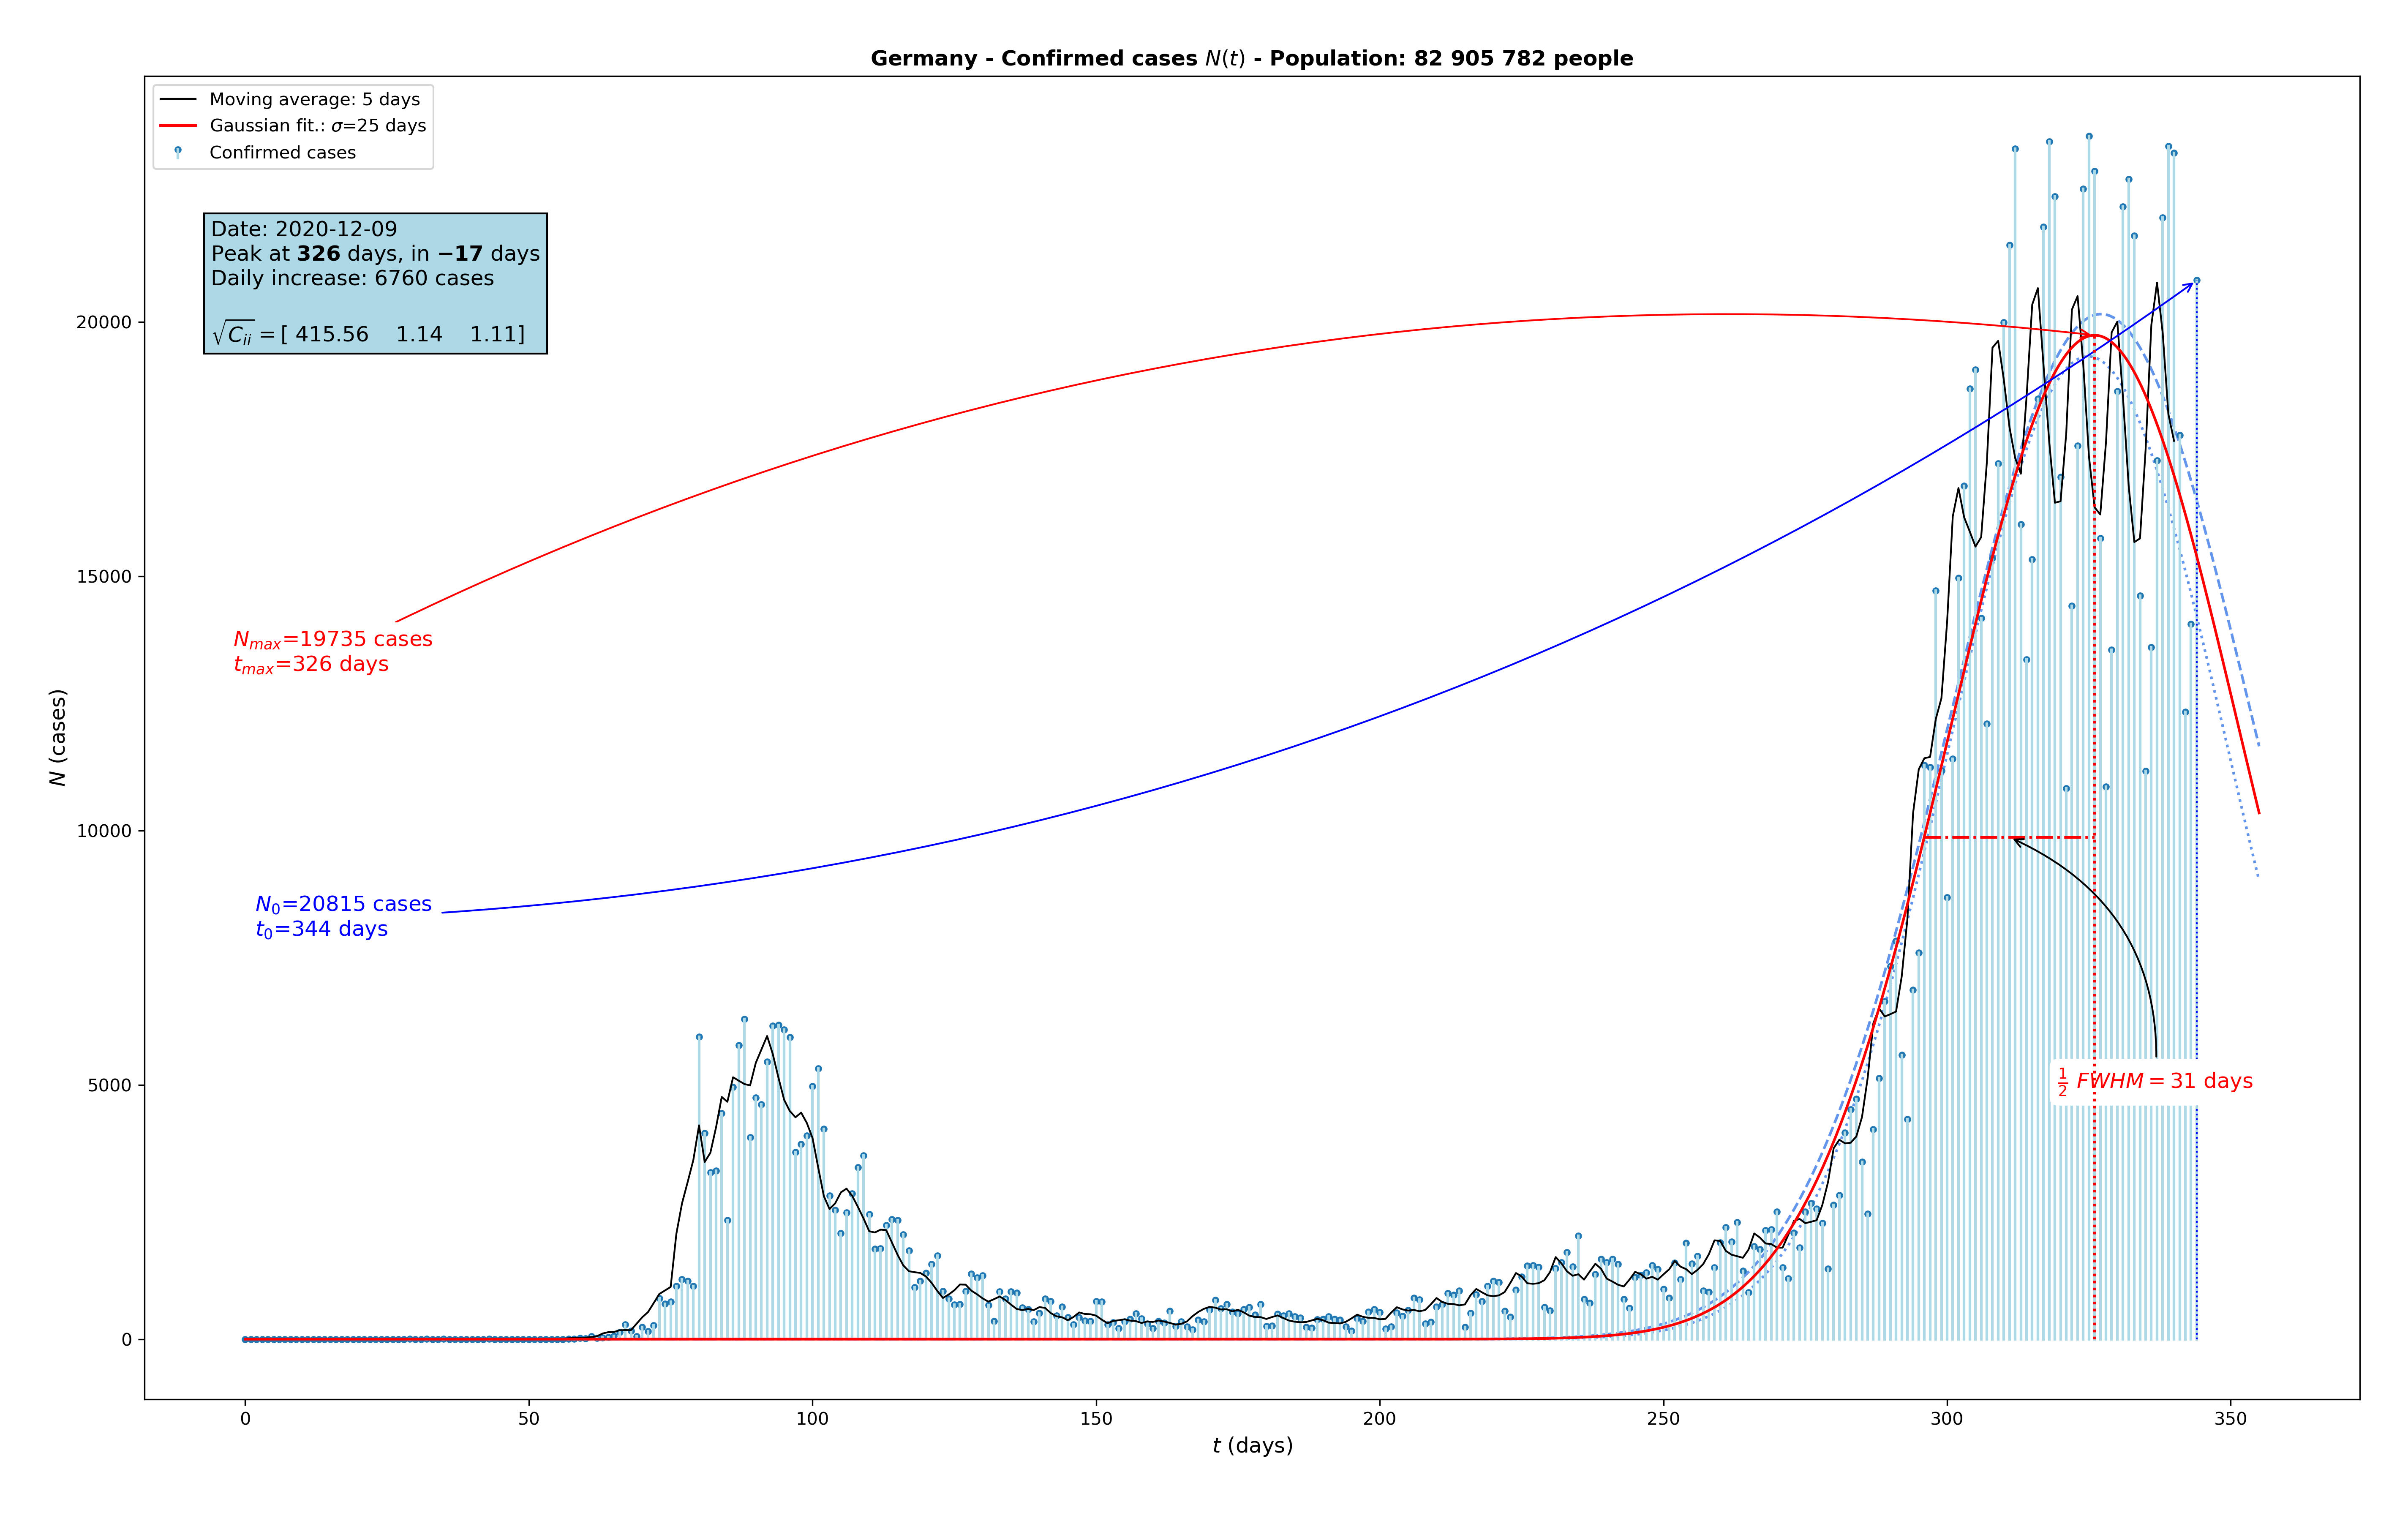 Germany - Confirmed cases N(t) - Population: 82 905 782 people
Moving average: 5 days
Gaussian fit.: σ=25 days
Confirmed cases
Date: 2020-12-09
Peak at 326 days, in −17 days
Daily increase: 6760 cases
√Cᵢᵢ = [ 415.56 1.14 1.11]
N_max=19735 cases
t_max=326 days
N₀=20815 cases
t₀=344 days
½ FWHM = 31 days
N (cases)
20000
15000
10000
5000
0
0 50 100 150 200 250 300 350
t (days)